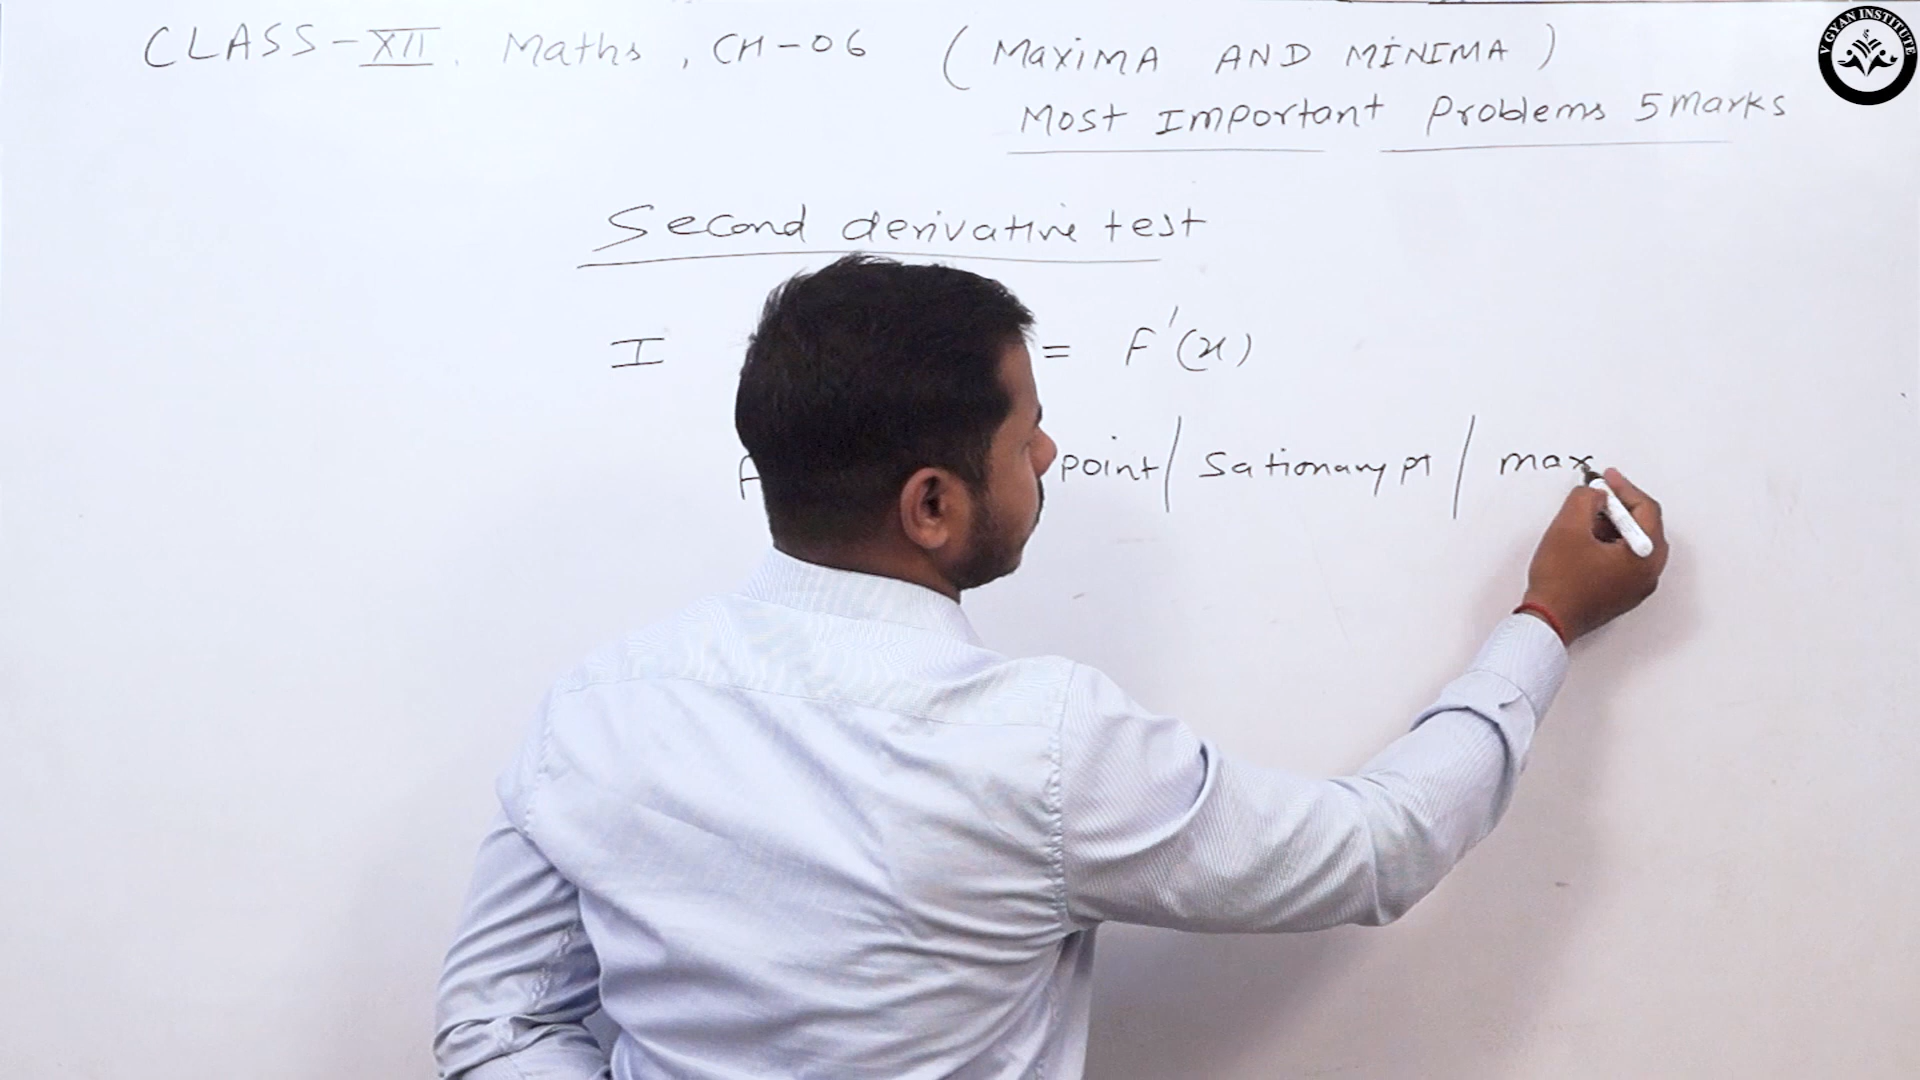 CLASS-XII. Maths, CH-06 (MaxiMA AND MINIMA)
V GYAN INSTITUTE
Most Important Problems 5 marks
Second derivative test
I = F'(x)
point / Sationary pt / max